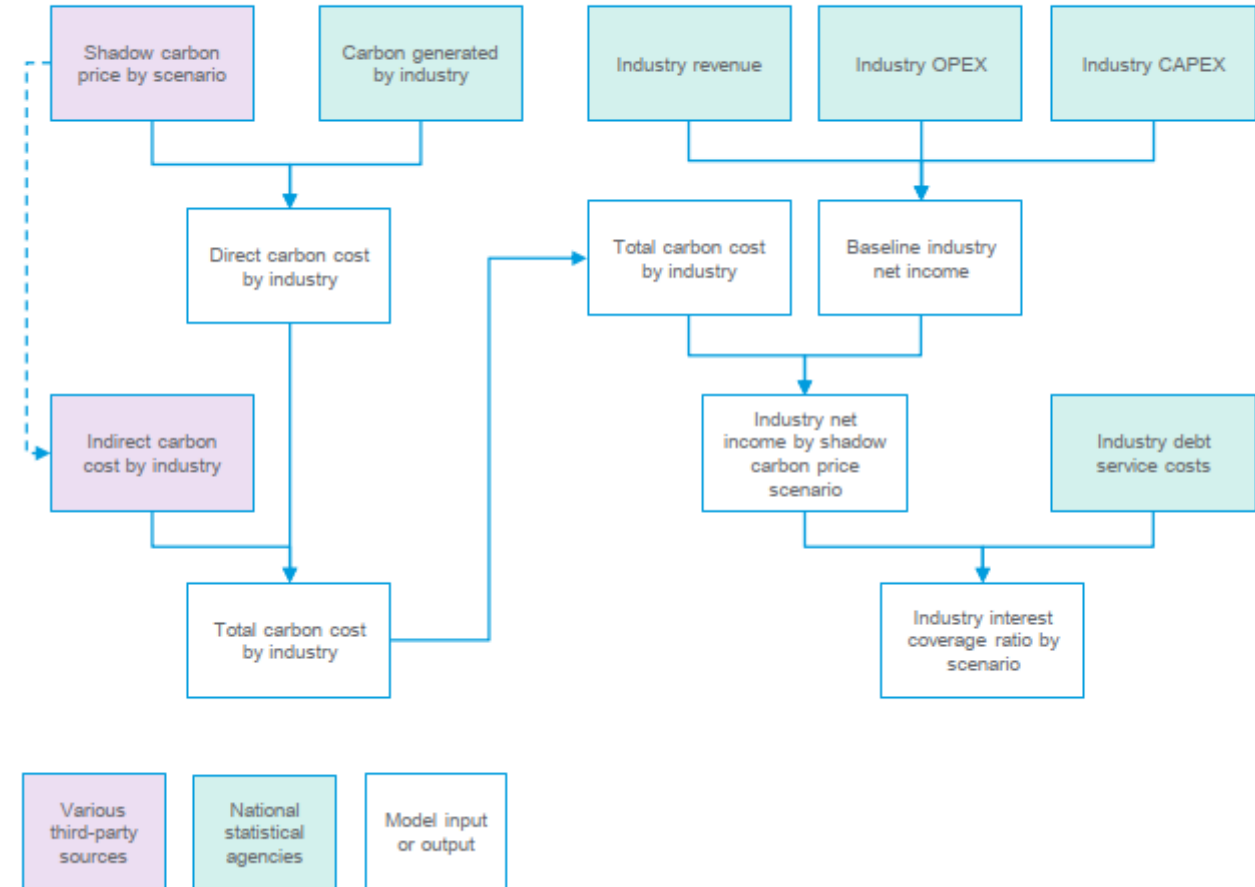 Shadow carbon
price by scenario
Carbon generated
by industry
Industry revenue
Industry OPEX
Industry CAPEX
Direct carbon cost
by industry
Total carbon cost
by industry
Baseline industry
net income
Indirect carbon
cost by industry
Industry net
income by shadow
carbon price
scenario
Industry debt
service costs
Total carbon cost
by industry
Industry interest
coverage ratio by
scenario
Various
third-party
sources
National
statistical
agencies
Model input
or output